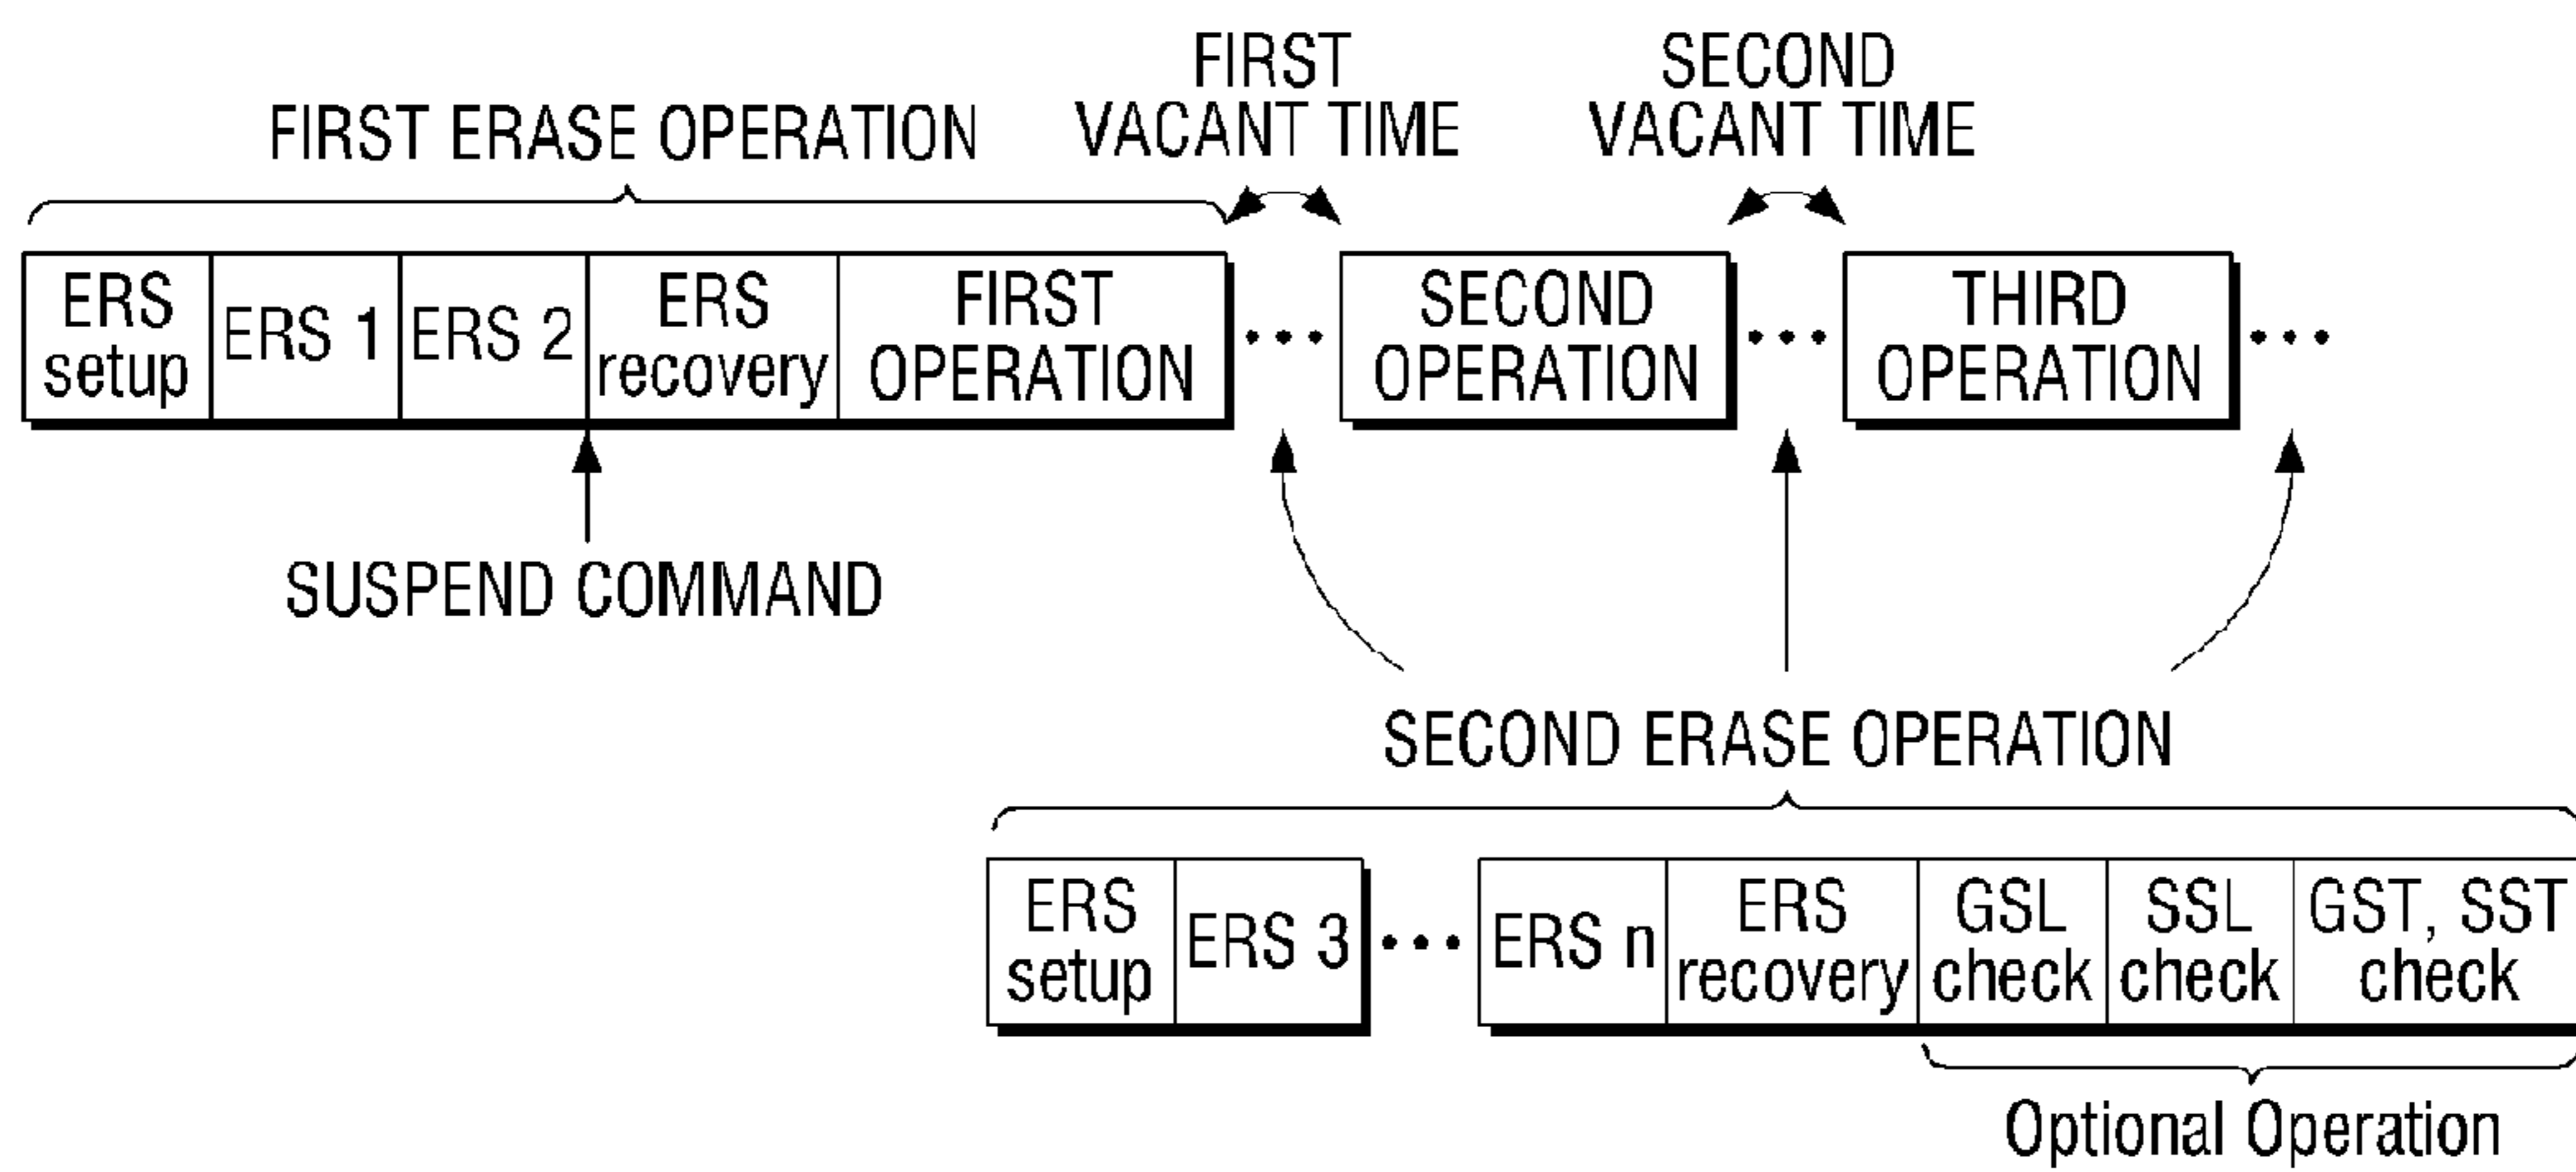 FIRST
VACANT TIME
SECOND
VACANT TIME
FIRST ERASE OPERATION
ERS
setup
ERS 1
ERS 2
ERS
recovery
FIRST
OPERATION
...
SECOND
OPERATION
...
THIRD
OPERATION
...
SUSPEND COMMAND
SECOND ERASE OPERATION
ERS
setup
ERS 3
...
ERS n
ERS
recovery
GSL
check
SSL
check
GST, SST
check
Optional Operation